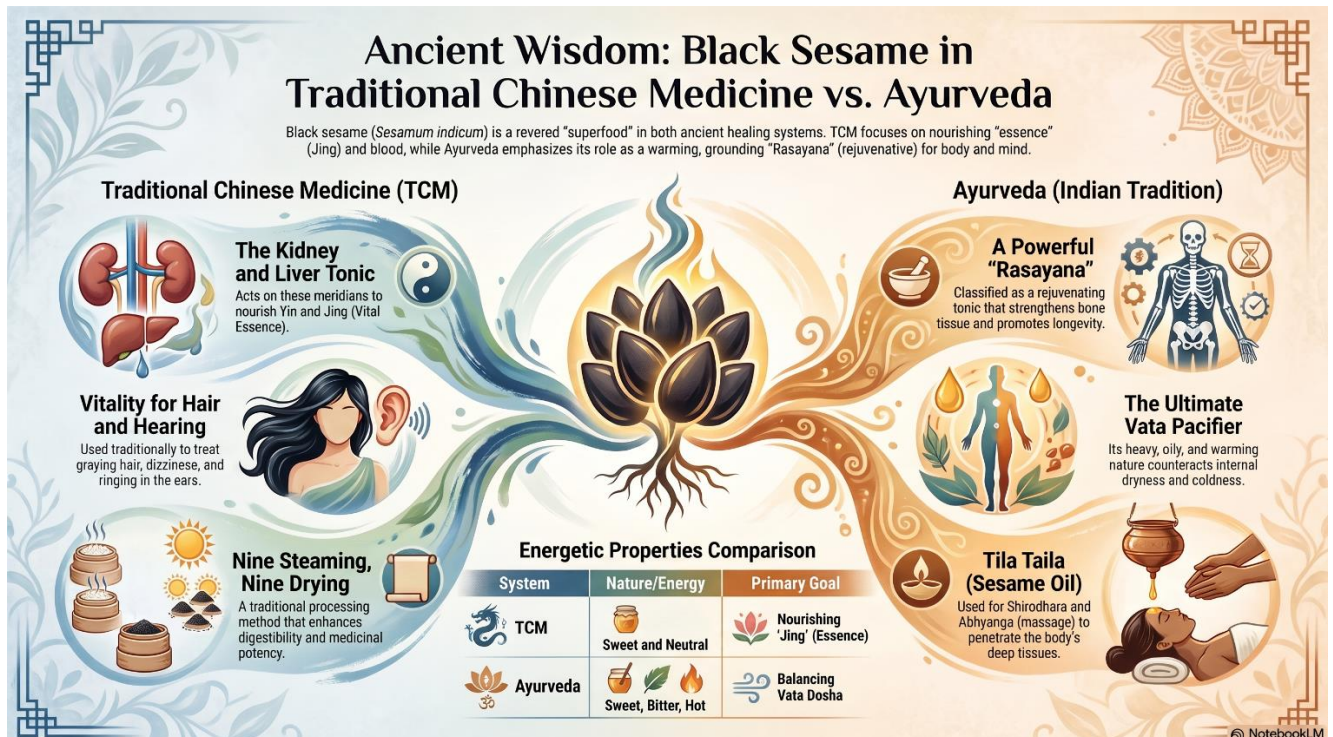 Ancient Wisdom: Black Sesame in
Traditional Chinese Medicine vs. Ayurveda
Black sesame (Sesamum indicum) is a revered “superfood” in both ancient healing systems. TCM focuses on nourishing “essence”
(Jing) and blood, while Ayurveda emphasizes its role as a warming, grounding “Rasayana” (rejuvenative) for body and mind.
Traditional Chinese Medicine (TCM)
The Kidney
and Liver Tonic
Acts on these meridians to
nourish Yin and Jing (Vital
Essence).
Vitality for Hair
and Hearing
Used traditionally to treat
graying hair, dizzinese, and
ringing in the ears.
Nine Steaming,
Nine Drying
A traditional processing
method that enhances
digestibility and medicinal
potency.
Energetic Properties Comparison
System Nature/Energy Primary Goal
TCM
Sweet and Neutral
Nourishing
‘Jing’ (Essence)
ॐ
Ayurveda
Sweet, Bitter, Hot
Balancing
Vata Dosha
Ayurveda (Indian Tradition)
A Powerful
“Rasayana”
Classified as a rejuvenating
tonic that strengthens bone
tissue and promotes longevity.
The Ultimate
Vata Pacifier
Its heavy, oily, and warming
nature counteracts internal
dryness and coldness.
Tila Taila
(Sesame Oil)
Used for Shirodhara and
Abhyanga (massage) to
penetrate the body’s
deep tissues.
NotebookLM